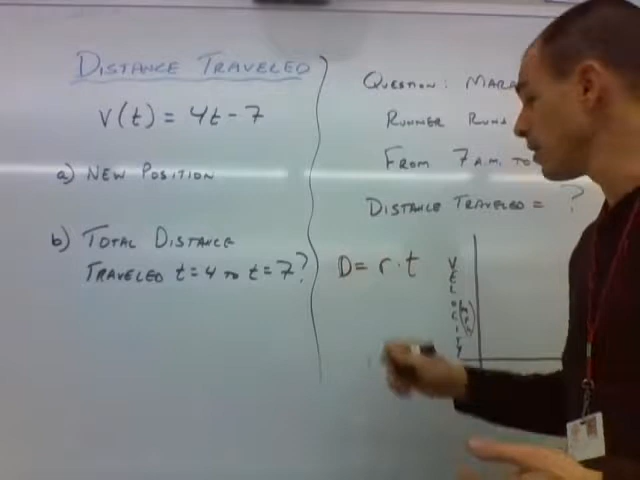 DISTANCE TRAVELED
V(t) = 4t - 7
a) NEW POSITION
b) TOTAL DISTANCE
TRAVELED t = 4 TO t = 7?
QUESTION: MARA
RUNNER RUNS
FROM 7 A.M. TO
DISTANCE TRAVELED = ?
D = r · t
VELOCITY